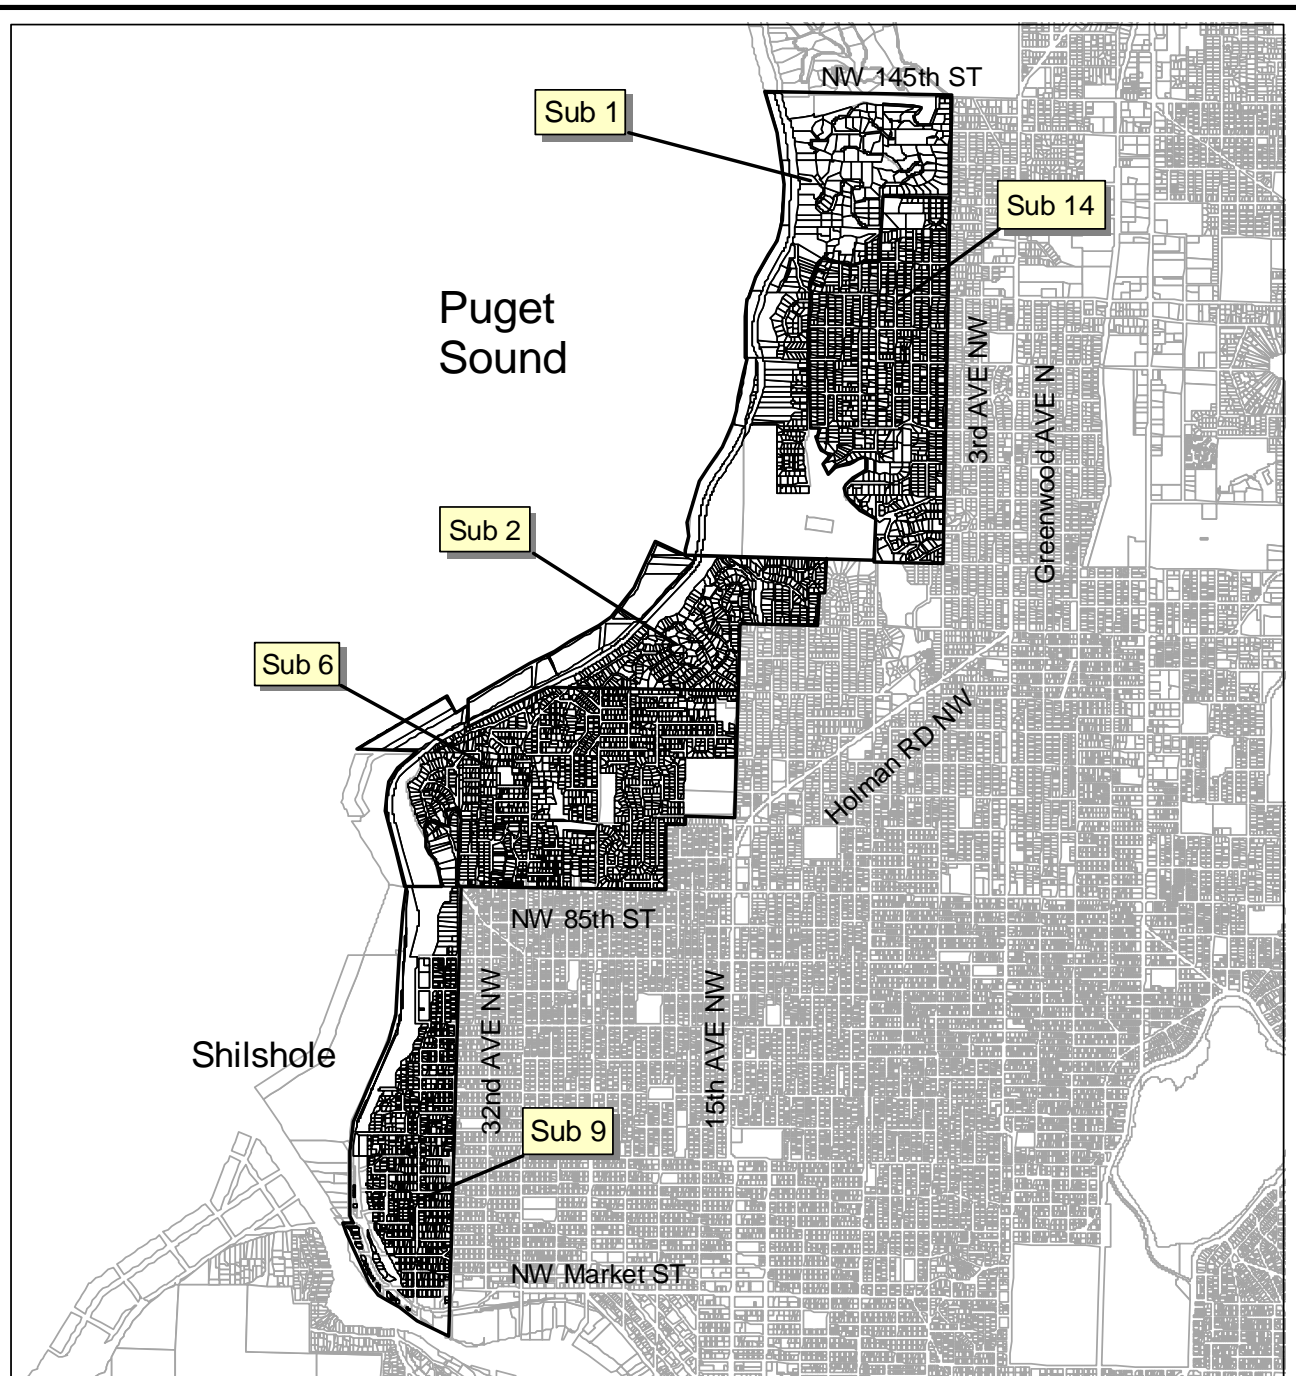 NW 145th ST
Sub 1
Sub 14
Puget
Sound
3rd AVE NW
Greenwood AVE N
Sub 2
Sub 6
Holman RD NW
NW 85th ST
32nd AVE NW
15th AVE NW
Shilshole
Sub 9
NW Market ST